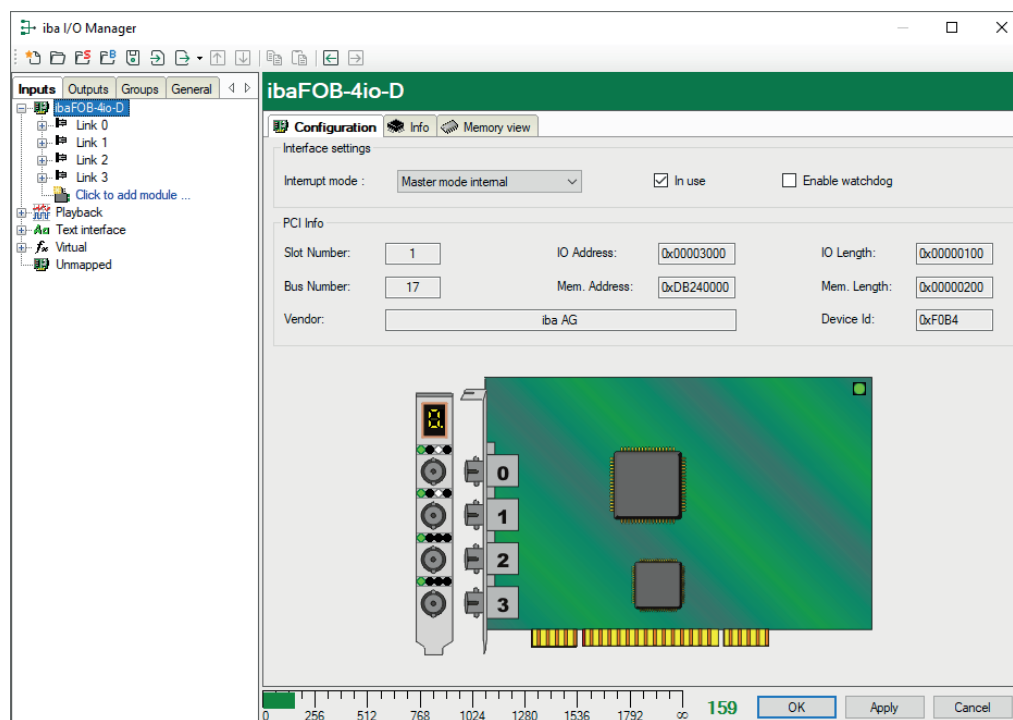 iba I/O Manager
Inputs Outputs Groups General
ibaFOB-4io-D
Link 0
Link 1
Link 2
Link 3
Click to add module ...
Playback
Text interface
Virtual
Unmapped
ibaFOB-4io-D
Configuration Info Memory view
Interface settings
Interrupt mode : Master mode internal In use Enable watchdog
PCI Info
Slot Number: 1 IO Address: 0x00003000 IO Length: 0x00000100
Bus Number: 17 Mem. Address: 0xDB240000 Mem. Length: 0x00000200
Vendor: iba AG Device Id: 0xF0B4
0
1
2
3
0 256 512 768 1024 1280 1536 1792 ∞ 159 OK Apply Cancel